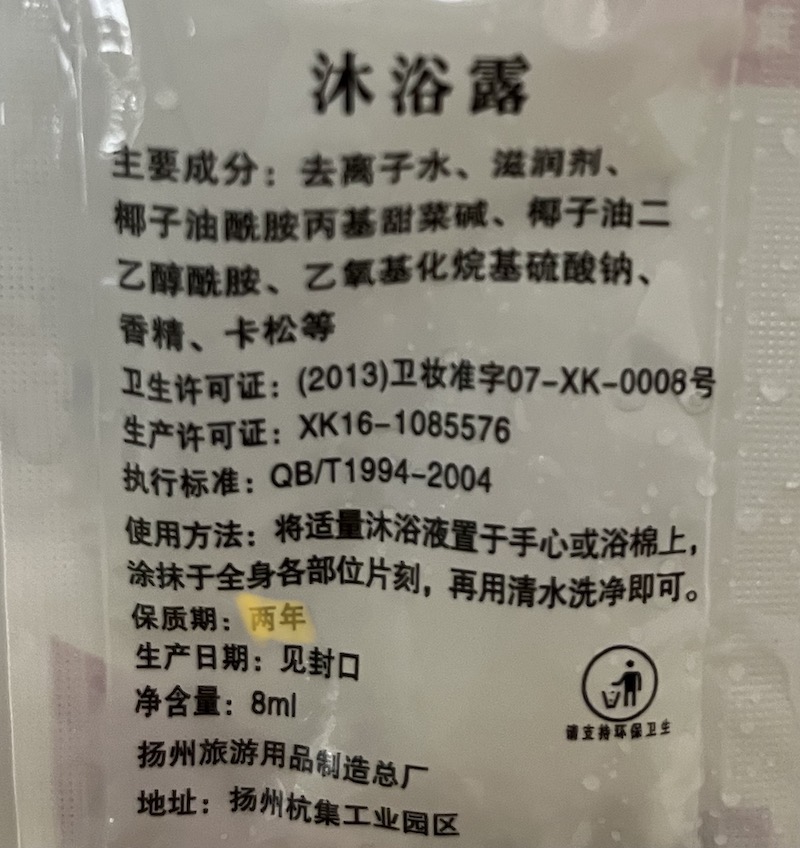 沐浴露
主要成分：去离子水、滋润剂、
椰子油酰胺丙基甜菜碱、椰子油二
乙醇酰胺、乙氧基化烷基硫酸钠、
香精、卡松等
卫生许可证：(2013)卫妆准字07-XK-0008号
生产许可证：XK16-1085576
执行标准：QB/T1994-2004
使用方法：将适量沐浴液置于手心或浴棉上，
涂抹于全身各部位片刻，再用清水洗净即可。
保质期：两年
生产日期：见封口
净含量：8ml
请支持环保卫生
扬州旅游用品制造总厂
地址：扬州杭集工业园区